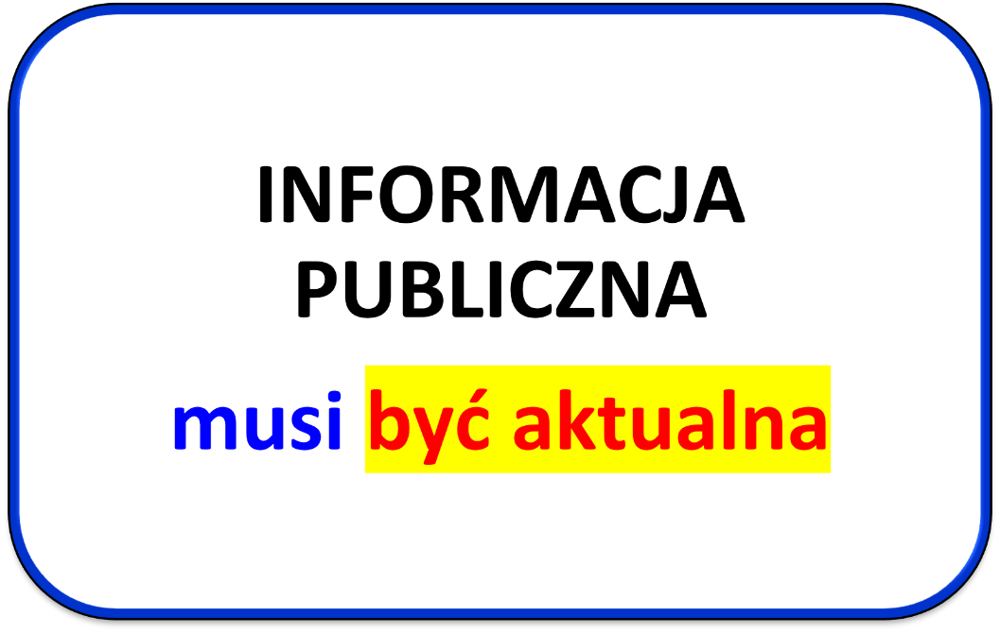 INFORMACJA
PUBLICZNA
musi być aktualna